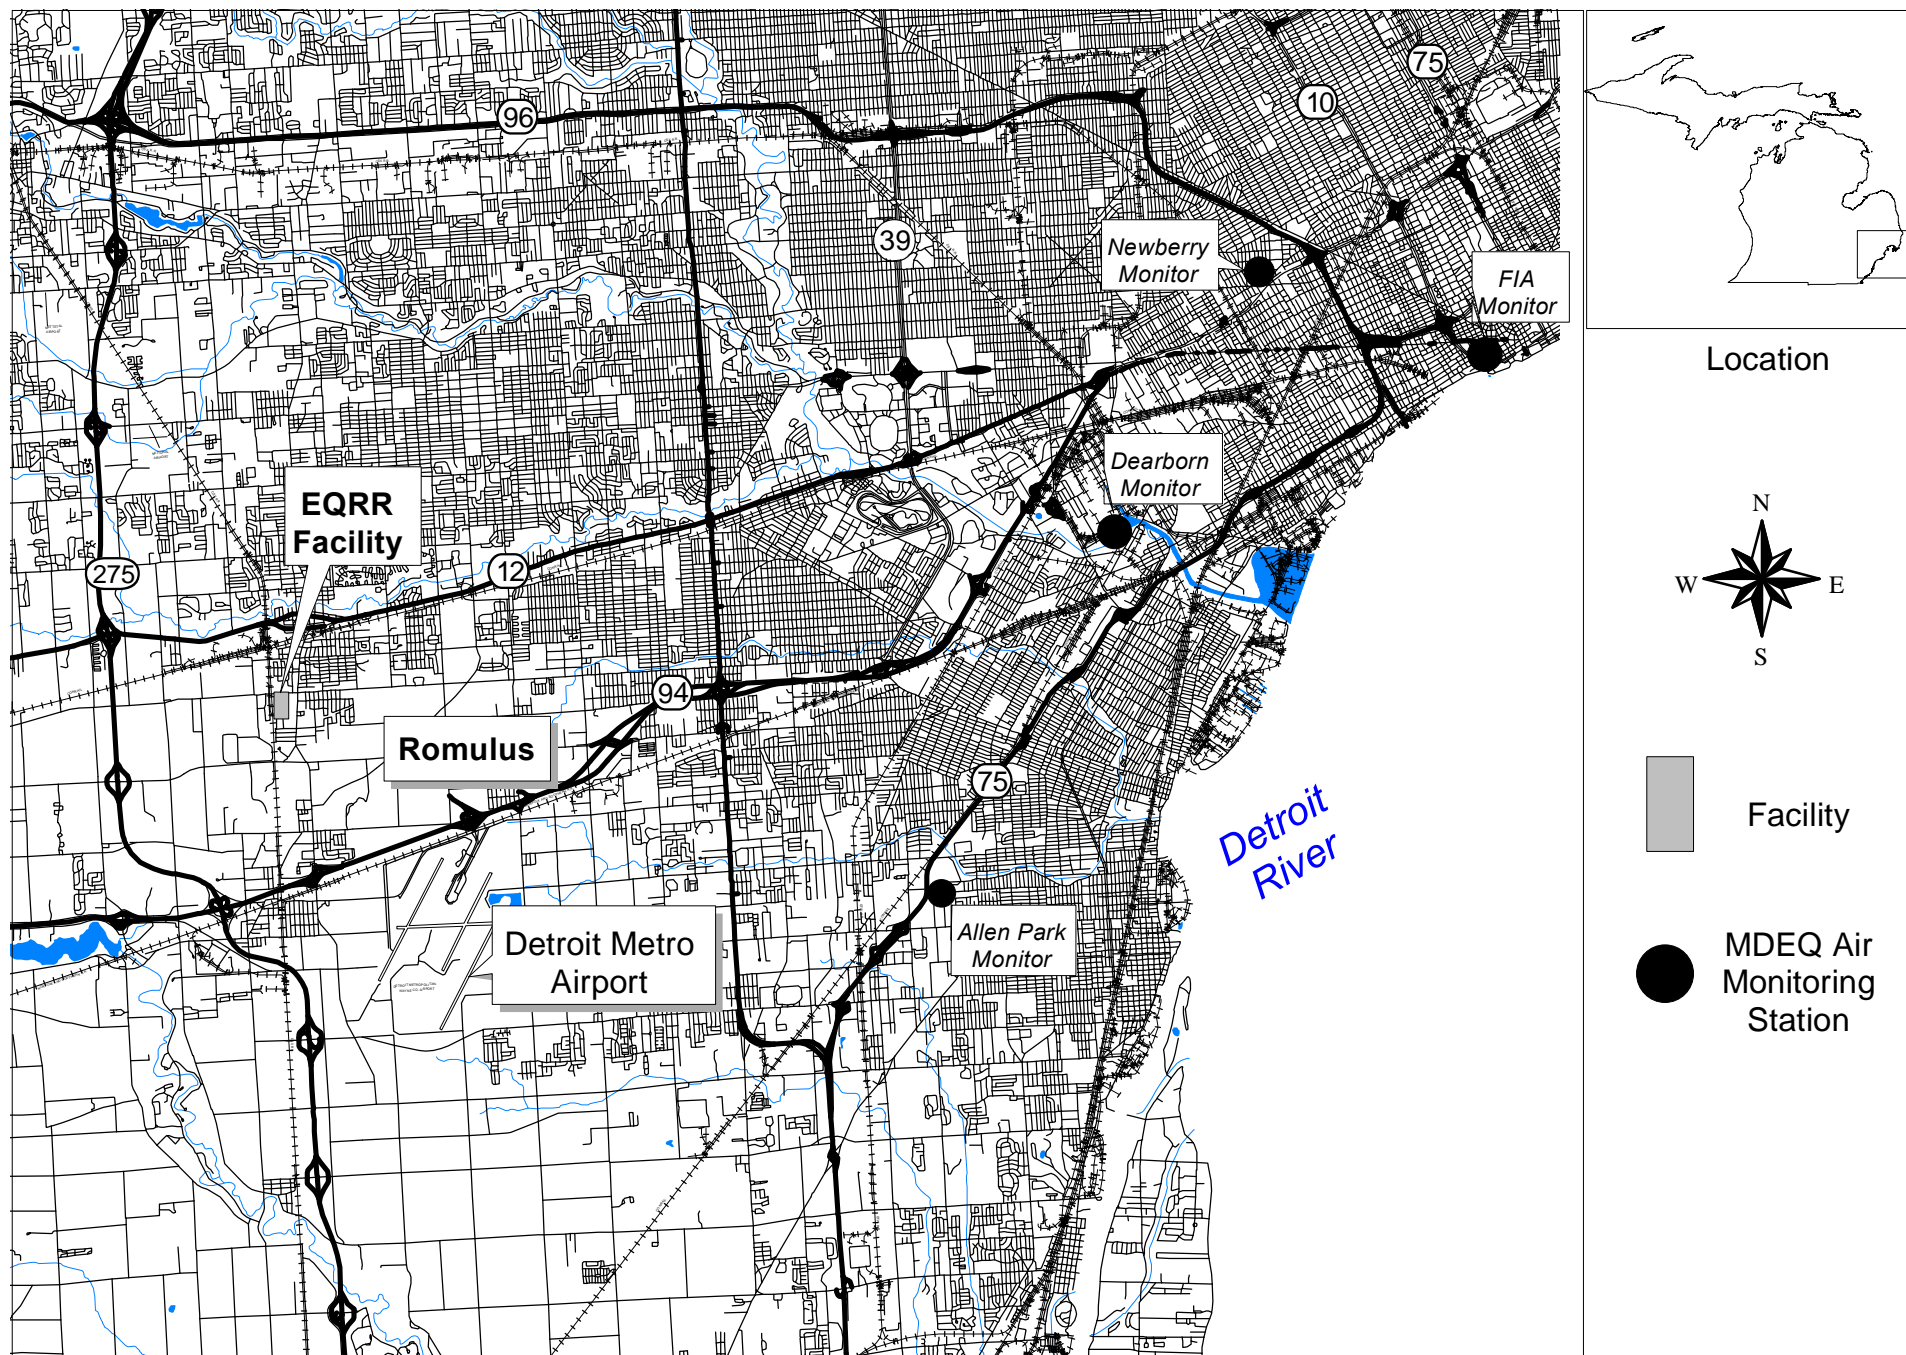 96
10
75
39
Newberry
Monitor
FIA
Monitor
Location
EQRR
Facility
Dearborn
Monitor
N
W
E
S
275
12
94
Romulus
75
Detroit
River
Facility
Allen Park
Monitor
Detroit Metro
Airport
MDEQ Air
Monitoring
Station